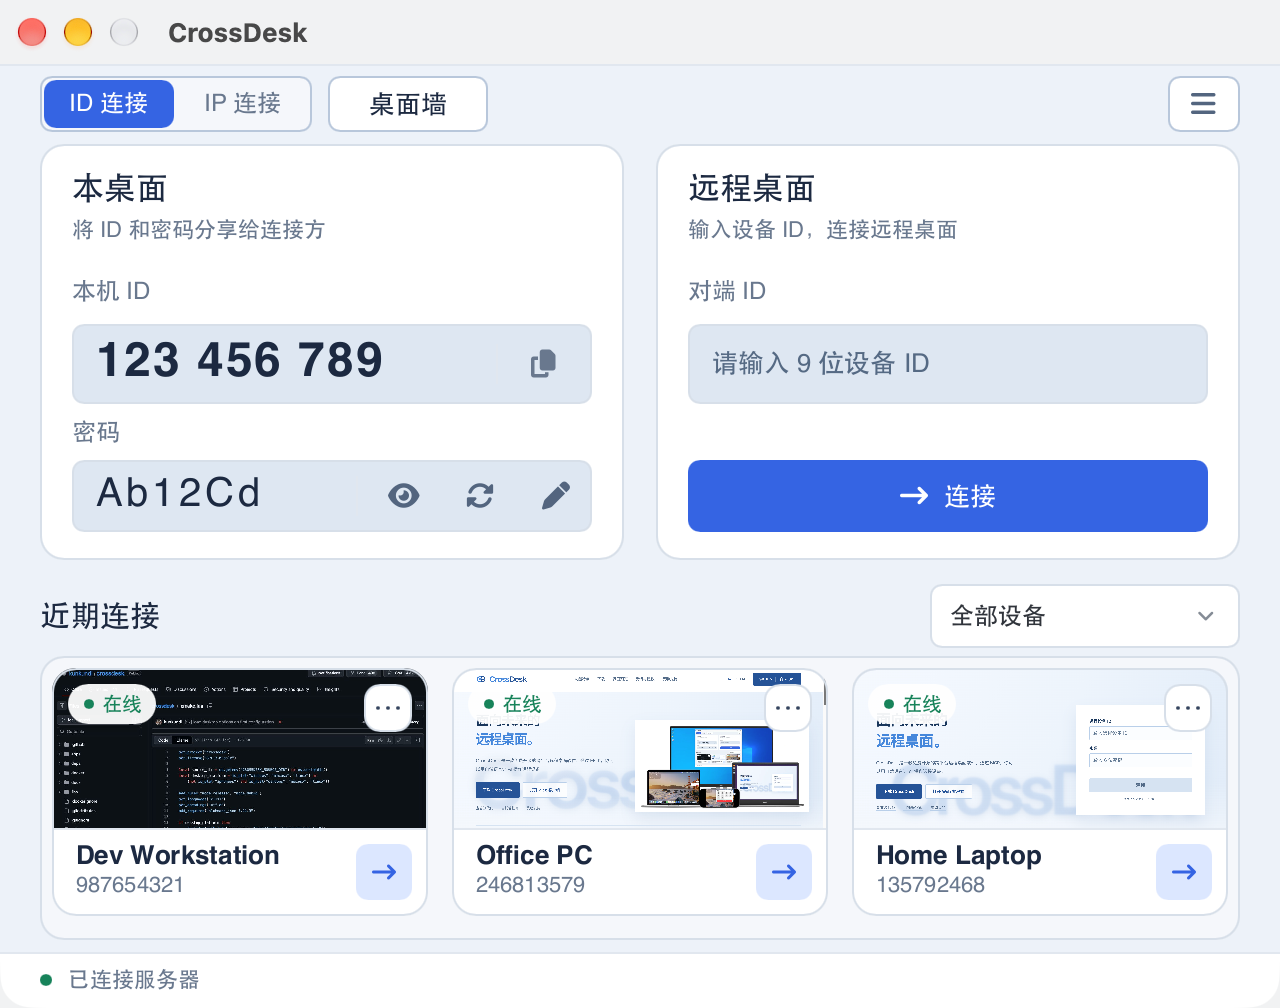 CrossDesk
ID 连接
IP 连接
桌面墙
本桌面
将 ID 和密码分享给连接方
本机 ID
123 456 789
密码
Ab12Cd
远程桌面
输入设备 ID，连接远程桌面
对端 ID
请输入 9 位设备 ID
连接
近期连接
全部设备
在线
Code
Dev Workstation
987654321
CrossDesk
在线
远程桌面。
Office PC
246813579
在线
远程桌面。
Home Laptop
135792468
已连接服务器